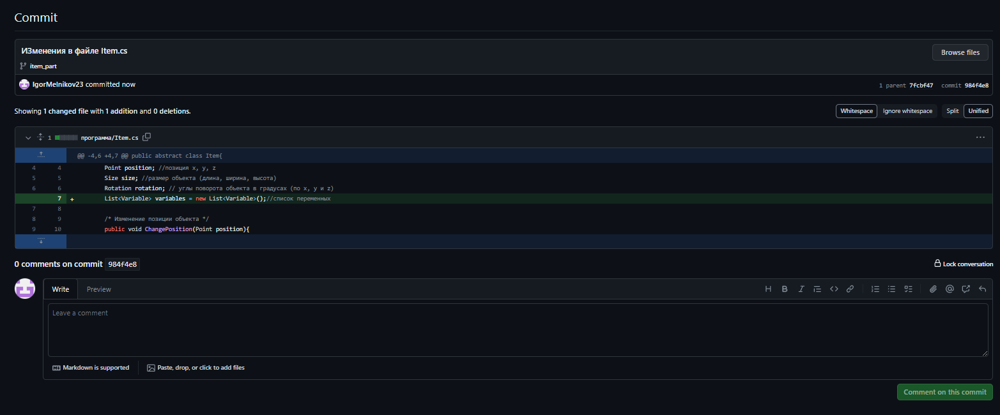 Commit
ИЗменения в файле Item.cs
Browse files
item_part
IgorMelnikov23 committed now
1 parent 7fcbf47 commit 984f4e8
Showing 1 changed file with 1 addition and 0 deletions.
Whitespace Ignore whitespace Split Unified
1 программа/Item.cs
@@ -4,6 +4,7 @@ public abstract class Item{
4 4 Point position; //позиция x, y, z
5 5 Size size; //размер объекта (длина, ширина, высота)
6 6 Rotation rotation; // углы поворота объекта в градусах (по x, y и z)
7 + List<Variable> variables = new List<Variable>();//список переменных
7 8
8 9 /* Изменение позиции объекта */
9 10 public void ChangePosition(Point position){
0 comments on commit 984f4e8
Lock conversation
Write Preview
Leave a comment
Markdown is supported
Paste, drop, or click to add files
Comment on this commit